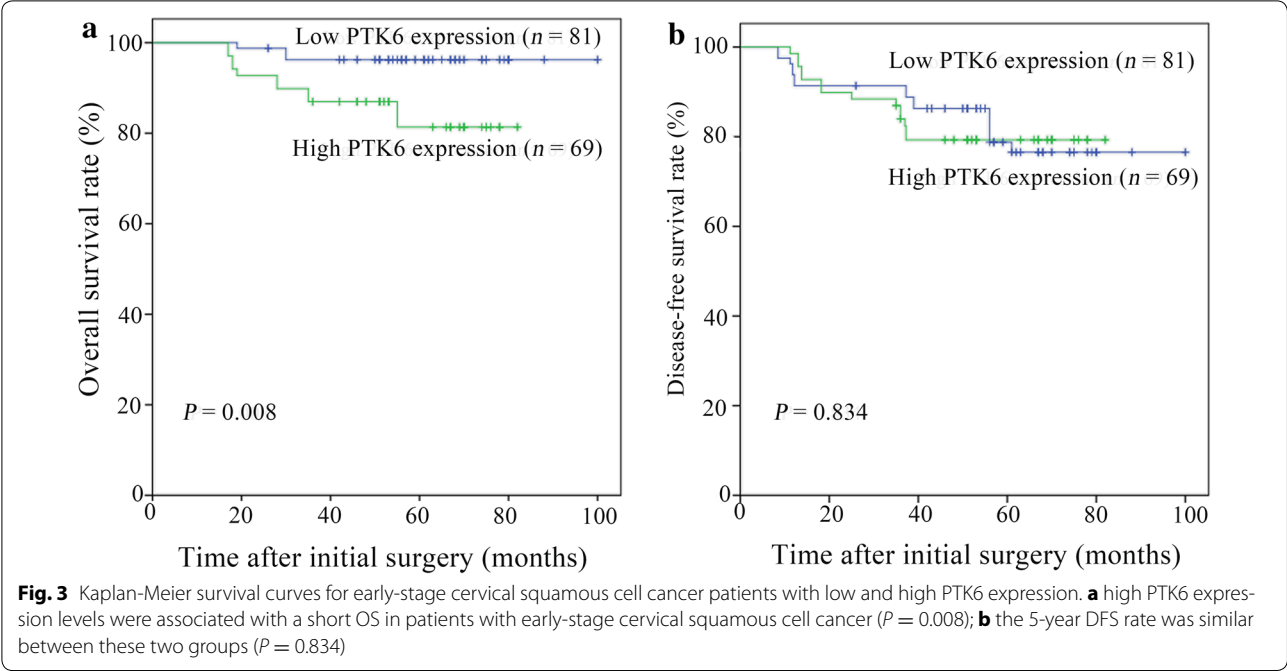 a
Low PTK6 expression (n = 81)
High PTK6 expression (n = 69)
P = 0.008
Overall survival rate (%)
100
80
60
40
20
0
0 20 40 60 80 100
Time after initial surgery (months)
b
Low PTK6 expression (n = 81)
High PTK6 expression (n = 69)
P = 0.834
Disease-free survival rate (%)
100
80
60
40
20
0
0 20 40 60 80 100
Time after initial surgery (months)
Fig. 3 Kaplan-Meier survival curves for early-stage cervical squamous cell cancer patients with low and high PTK6 expression. a high PTK6 expres-
sion levels were associated with a short OS in patients with early-stage cervical squamous cell cancer (P = 0.008); b the 5-year DFS rate was similar
between these two groups (P = 0.834)